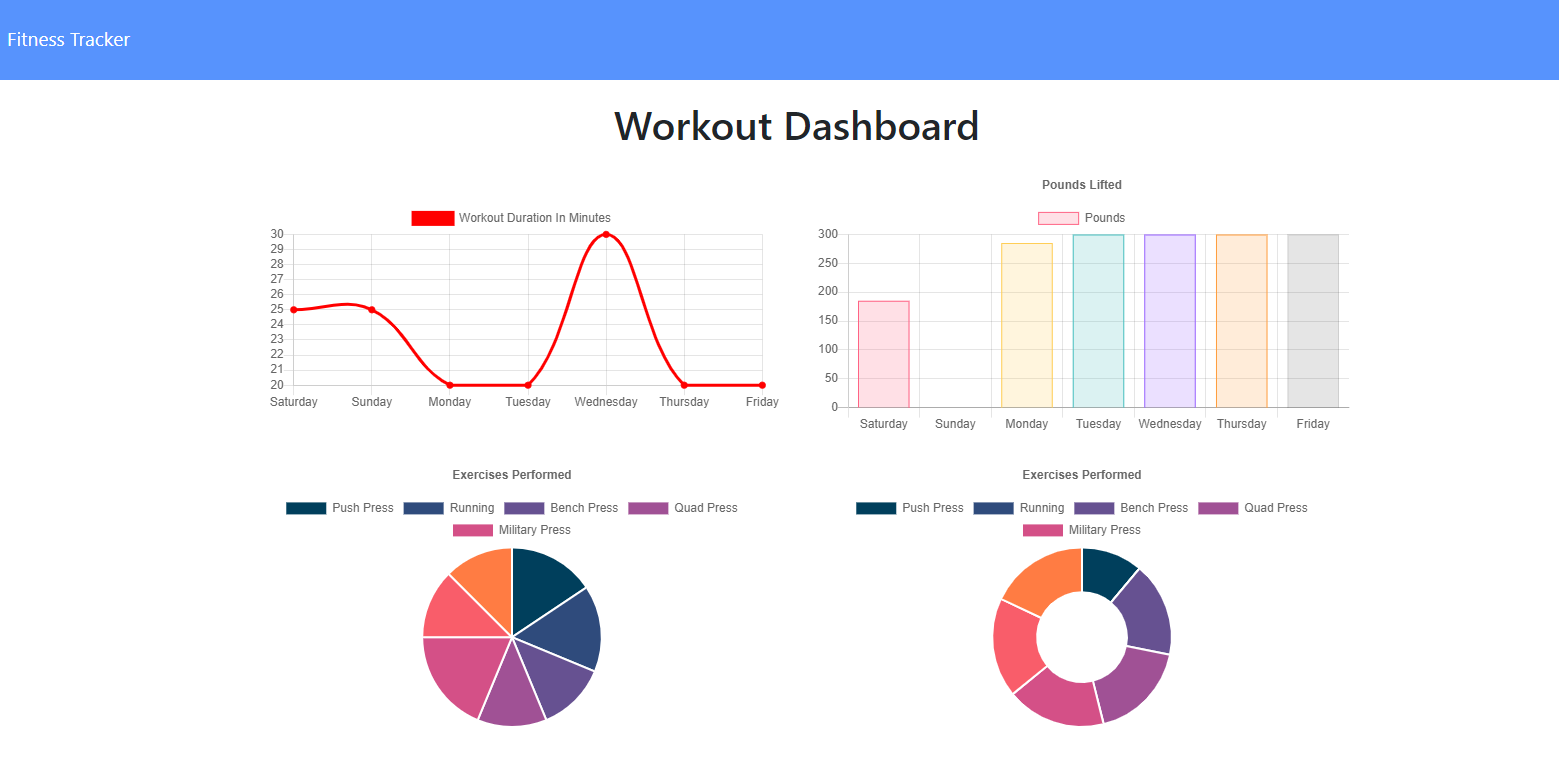 Fitness Tracker
Workout Dashboard
Workout Duration In Minutes
30
29
28
27
26
25
24
23
22
21
20
Saturday Sunday Monday Tuesday Wednesday Thursday Friday
Pounds Lifted
Pounds
300
250
200
150
100
50
0
Saturday Sunday Monday Tuesday Wednesday Thursday Friday
Exercises Performed
Push Press Running Bench Press Quad Press
Military Press
Exercises Performed
Push Press Running Bench Press Quad Press
Military Press